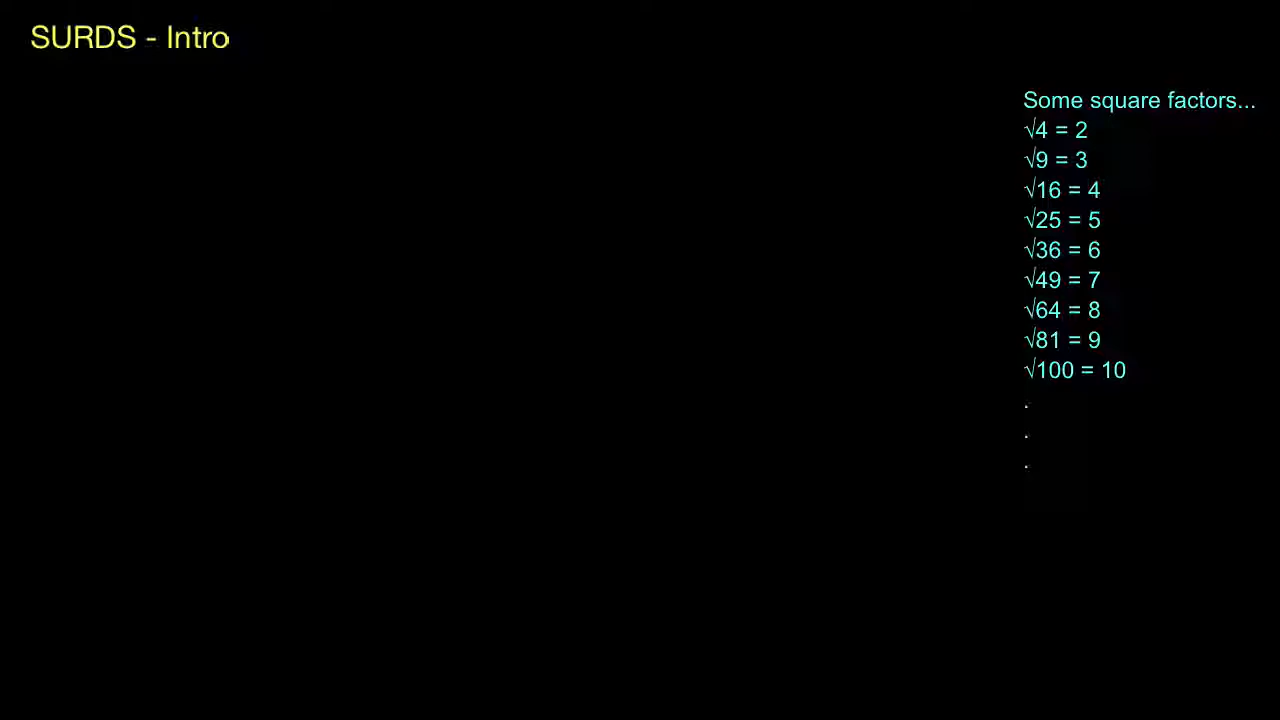 SURDS - Intro
Some square factors...
√4 = 2
√9 = 3
√16 = 4
√25 = 5
√36 = 6
√49 = 7
√64 = 8
√81 = 9
√100 = 10
.
.
.